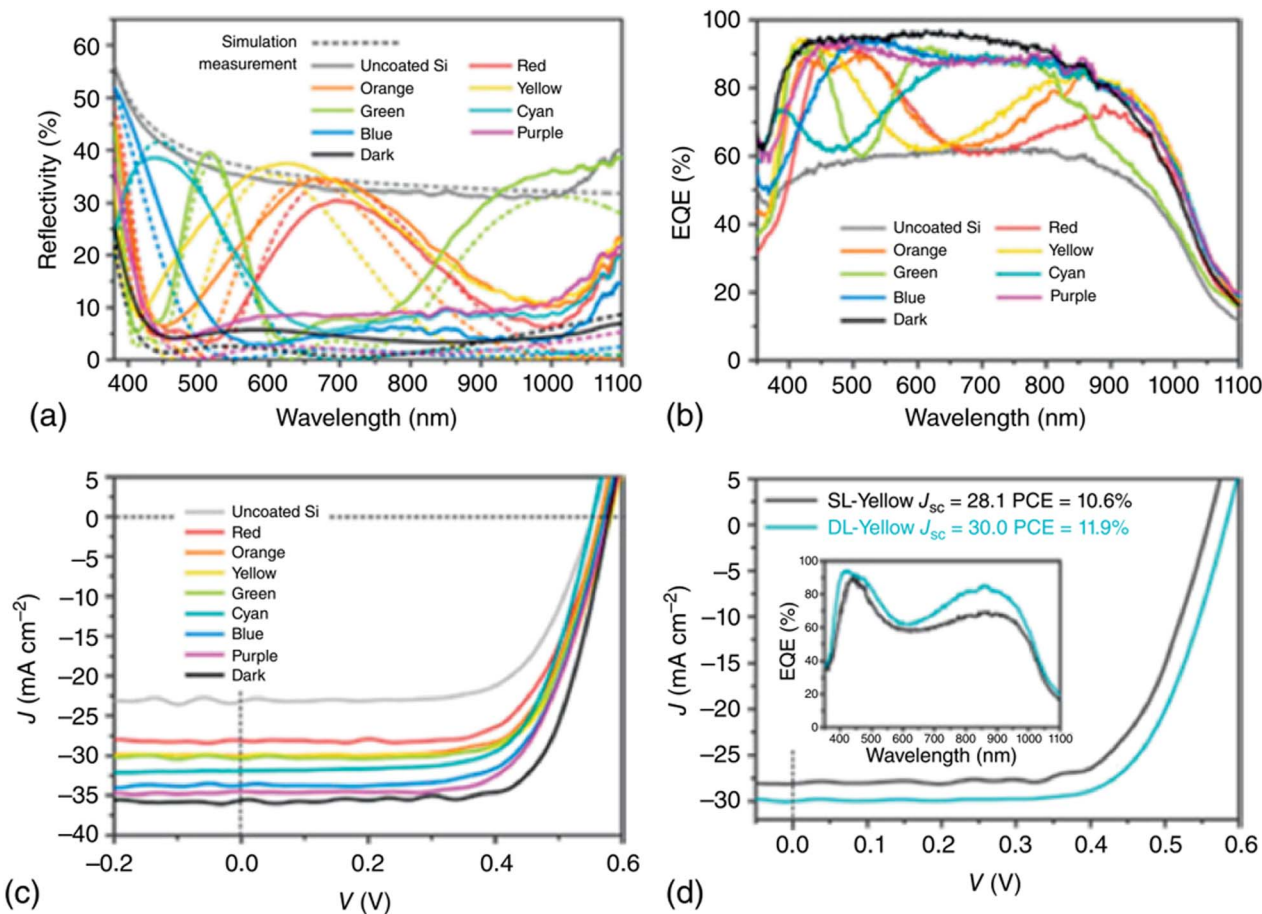 60
50
40
30
20
10
0
Reflectivity (%)
Simulation
measurement
Uncoated Si
Red
Orange
Yellow
Green
Cyan
Blue
Purple
Dark
400 500 600 700 800 900 1000 1100
Wavelength (nm)
(a)
100
80
60
40
20
0
EQE (%)
Uncoated Si
Red
Orange
Yellow
Green
Cyan
Blue
Purple
Dark
400 500 600 700 800 900 1000 1100
Wavelength (nm)
(b)
5
0
–5
–10
–15
–20
–25
–30
–35
–40
J (mA cm–2)
Uncoated Si
Red
Orange
Yellow
Green
Cyan
Blue
Purple
Dark
–0.2 0.0 0.2 0.4 0.6
V (V)
(c)
5
0
–5
–10
–15
–20
–25
–30
J (mA cm–2)
SL-Yellow Jsc = 28.1 PCE = 10.6%
DL-Yellow Jsc = 30.0 PCE = 11.9%
100
80
60
40
20
0
EQE (%)
400 500 600 700 800 900 1000 1100
Wavelength (nm)
0.0 0.1 0.2 0.3 0.4 0.5 0.6
V (V)
(d)